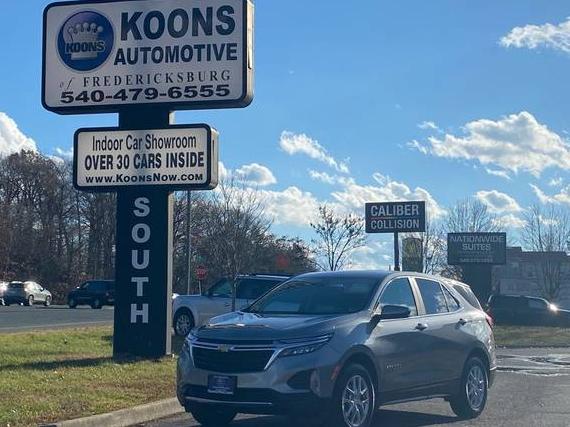 KOONS
KOONS
AUTOMOTIVE
of FREDERICKSBURG
540-479-6555
Indoor Car Showroom
OVER 30 CARS INSIDE
www.KoonsNow.com
SOUTH
CALIBER
COLLISION
NATIONWIDE
SUITES